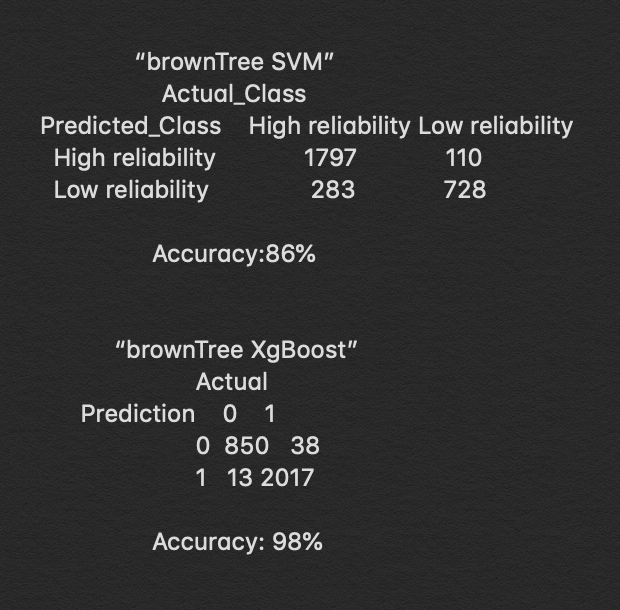 “brownTree SVM”
Actual_Class
Predicted_Class High reliability Low reliability
High reliability 1797 110
Low reliability 283 728
Accuracy:86%
“brownTree XgBoost”
Actual
Prediction 0 1
0 850 38
1 13 2017
Accuracy: 98%